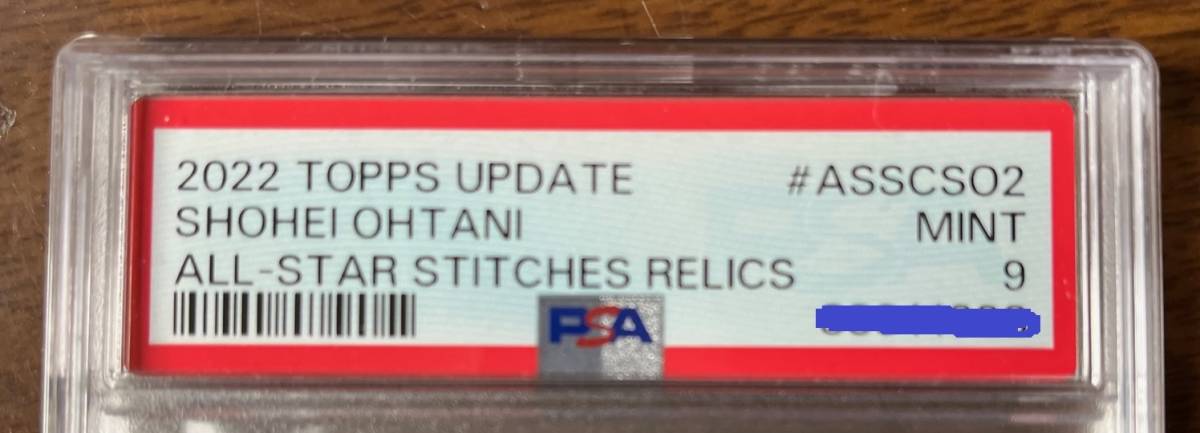 2022 TOPPS UPDATE #ASSCSO2
SHOHEI OHTANI MINT
ALL-STAR STITCHES RELICS 9
PSA